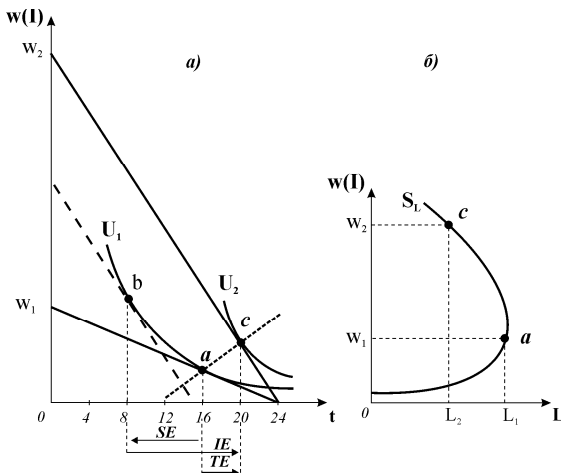 w(I)
a)
б)
W₂
U₁
b
U₂
c
W₁
a
0 4 8 12 16 20 24 t
SE
IE
TE
w(I)
S_L
c
W₂
W₁
a
0 L₂ L₁ L